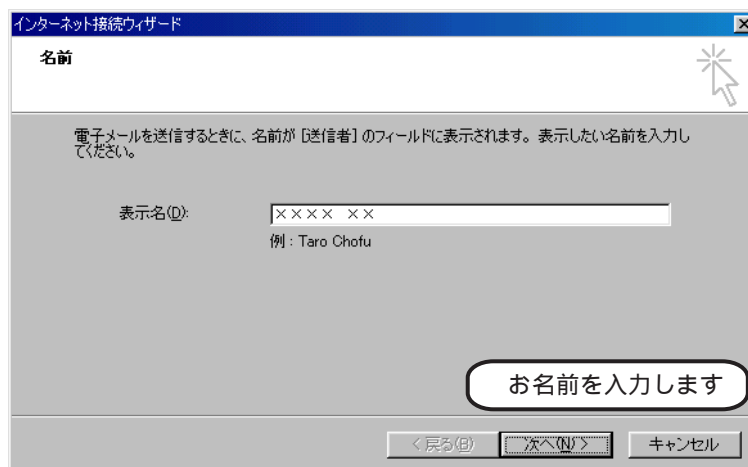 インターネット接続ウィザード
名前
電子メールを送信するときに、名前が [送信者] のフィールドに表示されます。表示したい名前を入力し
てください。
表示名(D):
×××× ××
例 : Taro Chofu
お名前を入力します
< 戻る(B)
次へ(N) >
キャンセル